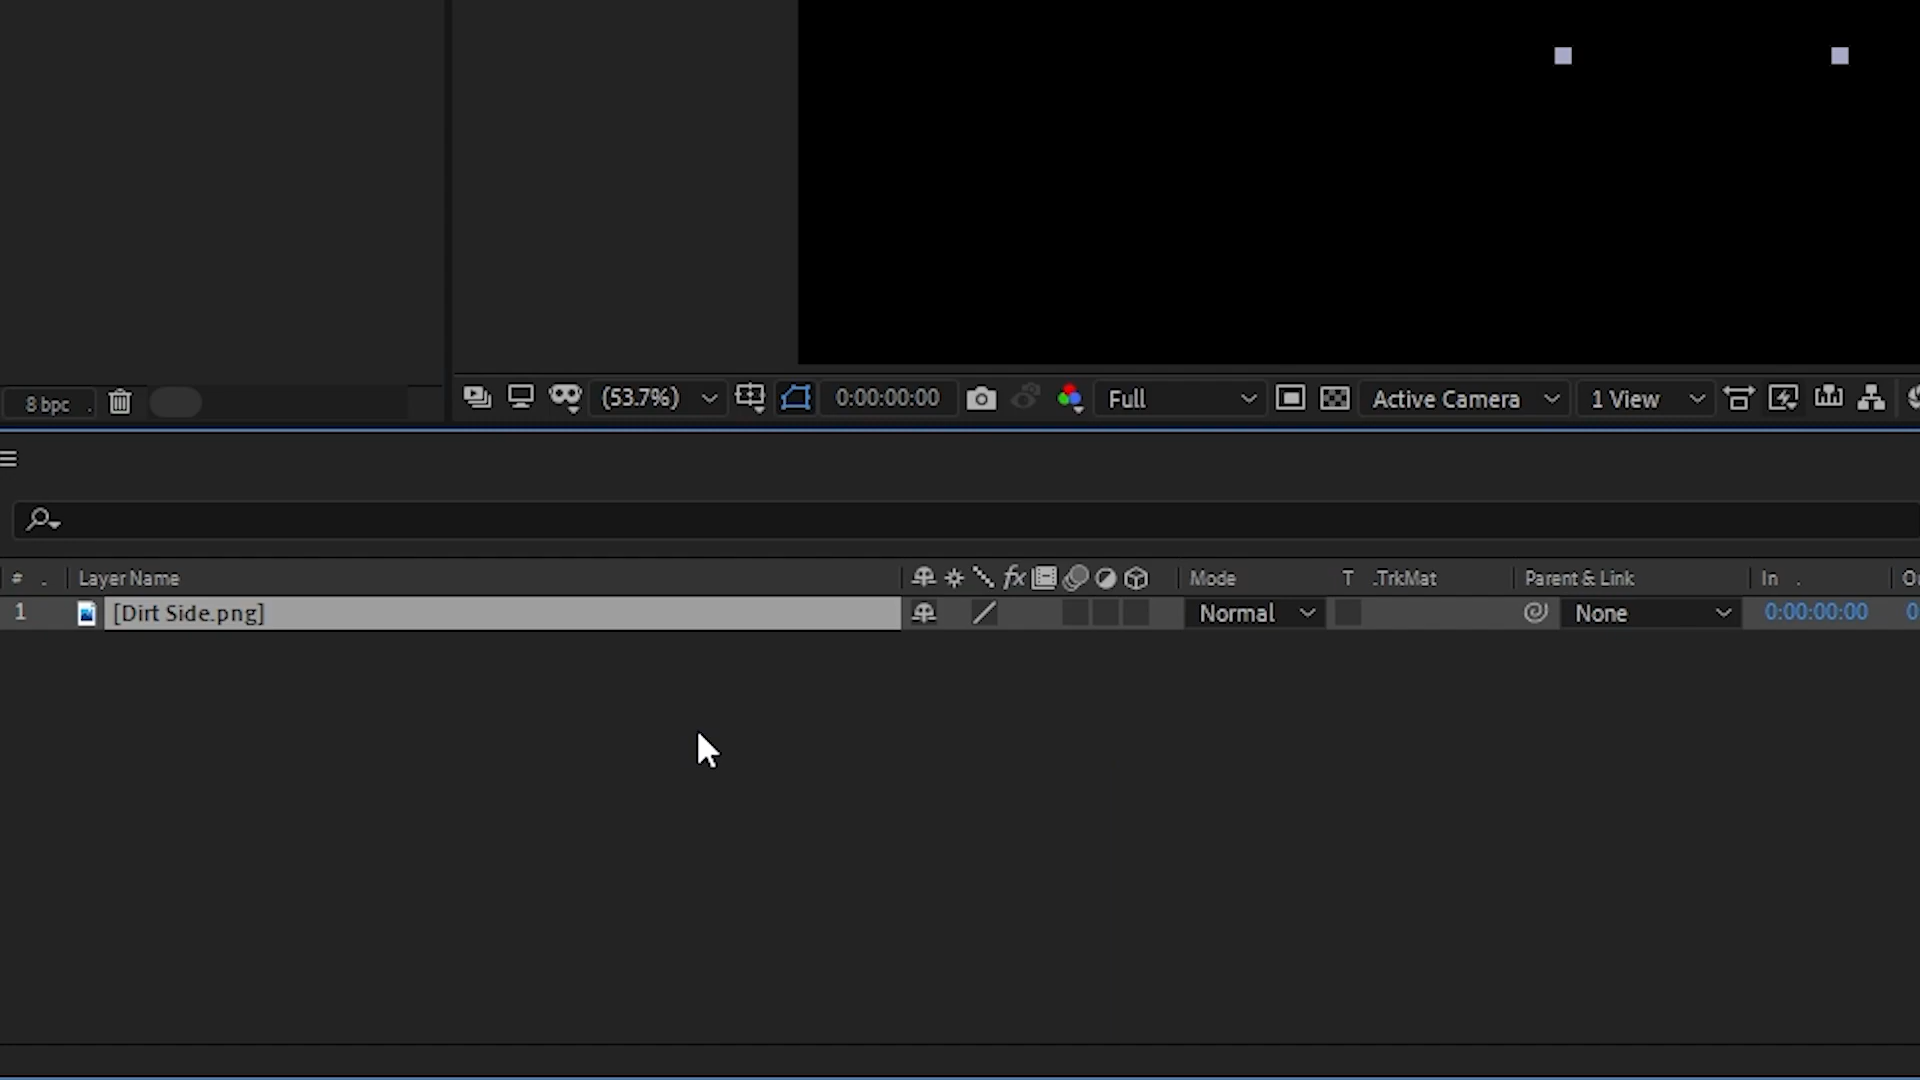 8 bpc
(53.7%) 0:00:00:00 Full Active Camera 1 View
# . Layer Name fx Mode T .TrkMat Parent & Link In .
1 [Dirt Side.png] Normal None 0:00:00:00